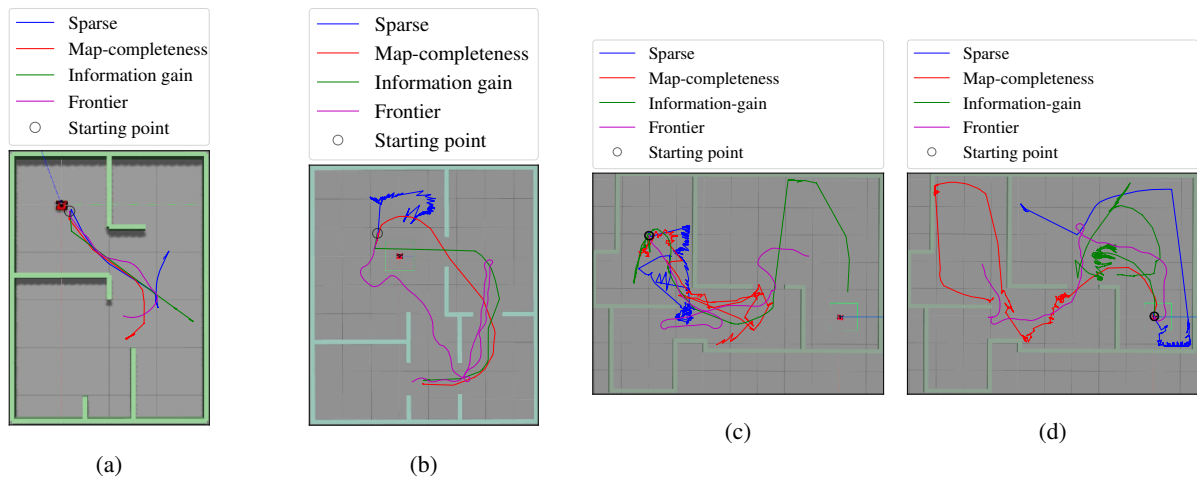 Sparse
Map-completeness
Information gain
Frontier
Starting point
(a)
Sparse
Map-completeness
Information gain
Frontier
Starting point
(b)
Sparse
Map-completeness
Information-gain
Frontier
Starting point
(c)
Sparse
Map-completeness
Information-gain
Frontier
Starting point
(d)